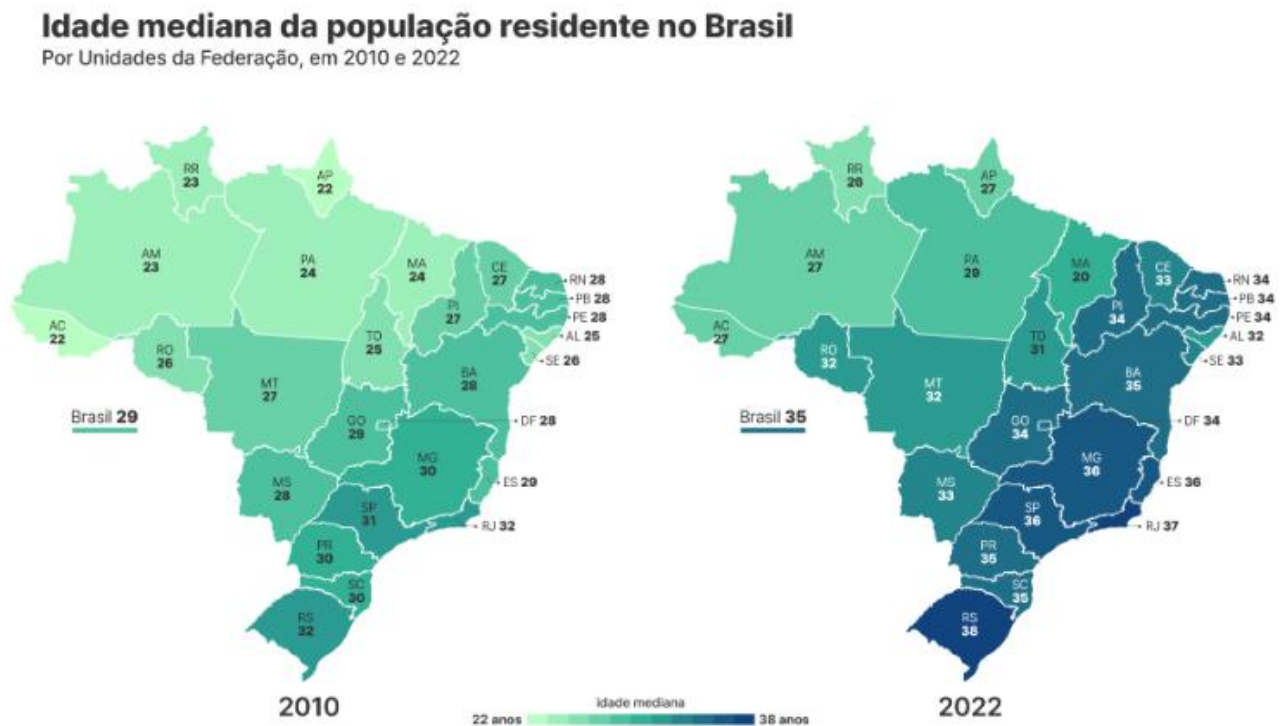 Idade mediana da população residente no Brasil
Por Unidades da Federação, em 2010 e 2022
RR
23
AP
22
AM
23
PA
24
MA
24
CE
27
RN 28
PB 28
PE 28
AL 25
SE 26
PI
27
AC
22
RO
26
TO
25
MT
27
BA
28
Brasil 29
GO
29
DF 28
MG
30
ES 29
MS
28
SP
31
RJ 32
PR
30
SC
30
RS
32
2010
RR
26
AP
27
AM
27
PA
29
MA
20
CE
33
RN 34
PB 34
PE 34
AL 32
SE 33
PI
34
AC
27
RO
32
TO
31
MT
32
BA
35
Brasil 35
GO
34
DF 34
MG
36
ES 36
MS
33
SP
36
RJ 37
PR
35
SC
35
RS
38
2022
Idade mediana
22 anos
38 anos